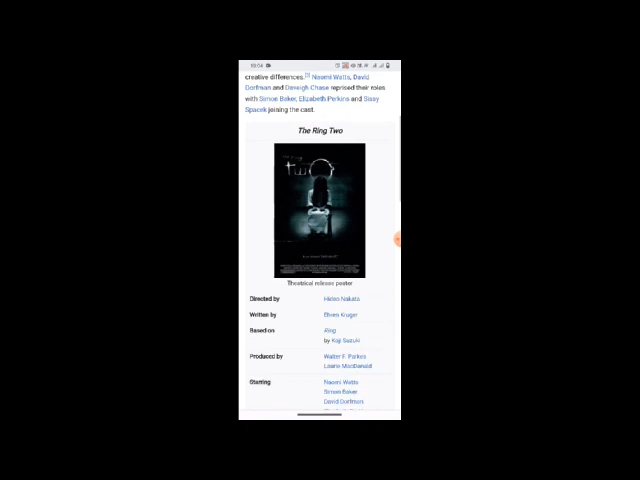 creative differences.[3] Naomi Watts, David
Dorfman and Daveigh Chase reprised their roles
with Simon Baker, Elizabeth Perkins and Sissy
Spacek joining the cast.
The Ring Two
Theatrical release poster
Directed by Hideo Nakata
Written by Ehren Kruger
Based on Ring
by Koji Suzuki
Produced by Walter F. Parkes
Laurie MacDonald
Starring Naomi Watts
Simon Baker
David Dorfman